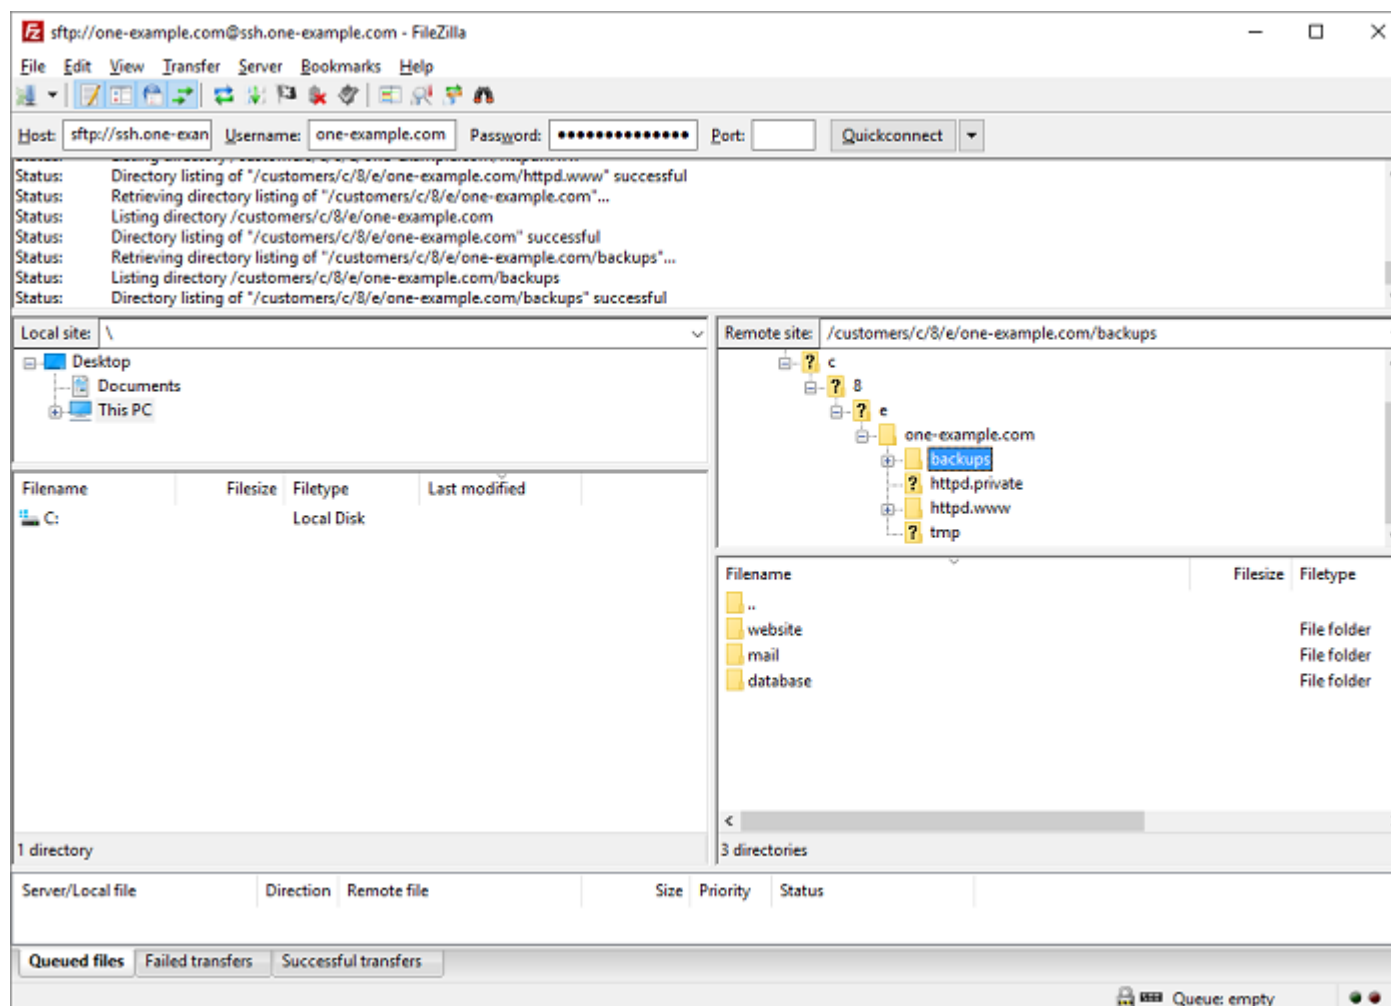 sftp://one-example.com@ssh.one-example.com - FileZilla
File Edit View Transfer Server Bookmarks Help
Host: sftp://ssh.one-exan Username: one-example.com Password: ●●●●●●●●●●●●●● Port: Quickconnect
Status: Directory listing of "/customers/c/8/e/one-example.com/httpd.www" successful
Status: Retrieving directory listing of "/customers/c/8/e/one-example.com"...
Status: Listing directory /customers/c/8/e/one-example.com
Status: Directory listing of "/customers/c/8/e/one-example.com" successful
Status: Retrieving directory listing of "/customers/c/8/e/one-example.com/backups"...
Status: Listing directory /customers/c/8/e/one-example.com/backups
Status: Directory listing of "/customers/c/8/e/one-example.com/backups" successful
Local site: \
Desktop
Documents
This PC
Filename Filesize Filetype Last modified
C: Local Disk
1 directory
Remote site: /customers/c/8/e/one-example.com/backups
? c
? 8
? e
one-example.com
backups
? httpd.private
httpd.www
? tmp
Filename Filesize Filetype
..
website File folder
mail File folder
database File folder
3 directories
Server/Local file Direction Remote file Size Priority Status
Queued files Failed transfers Successful transfers
Queue: empty